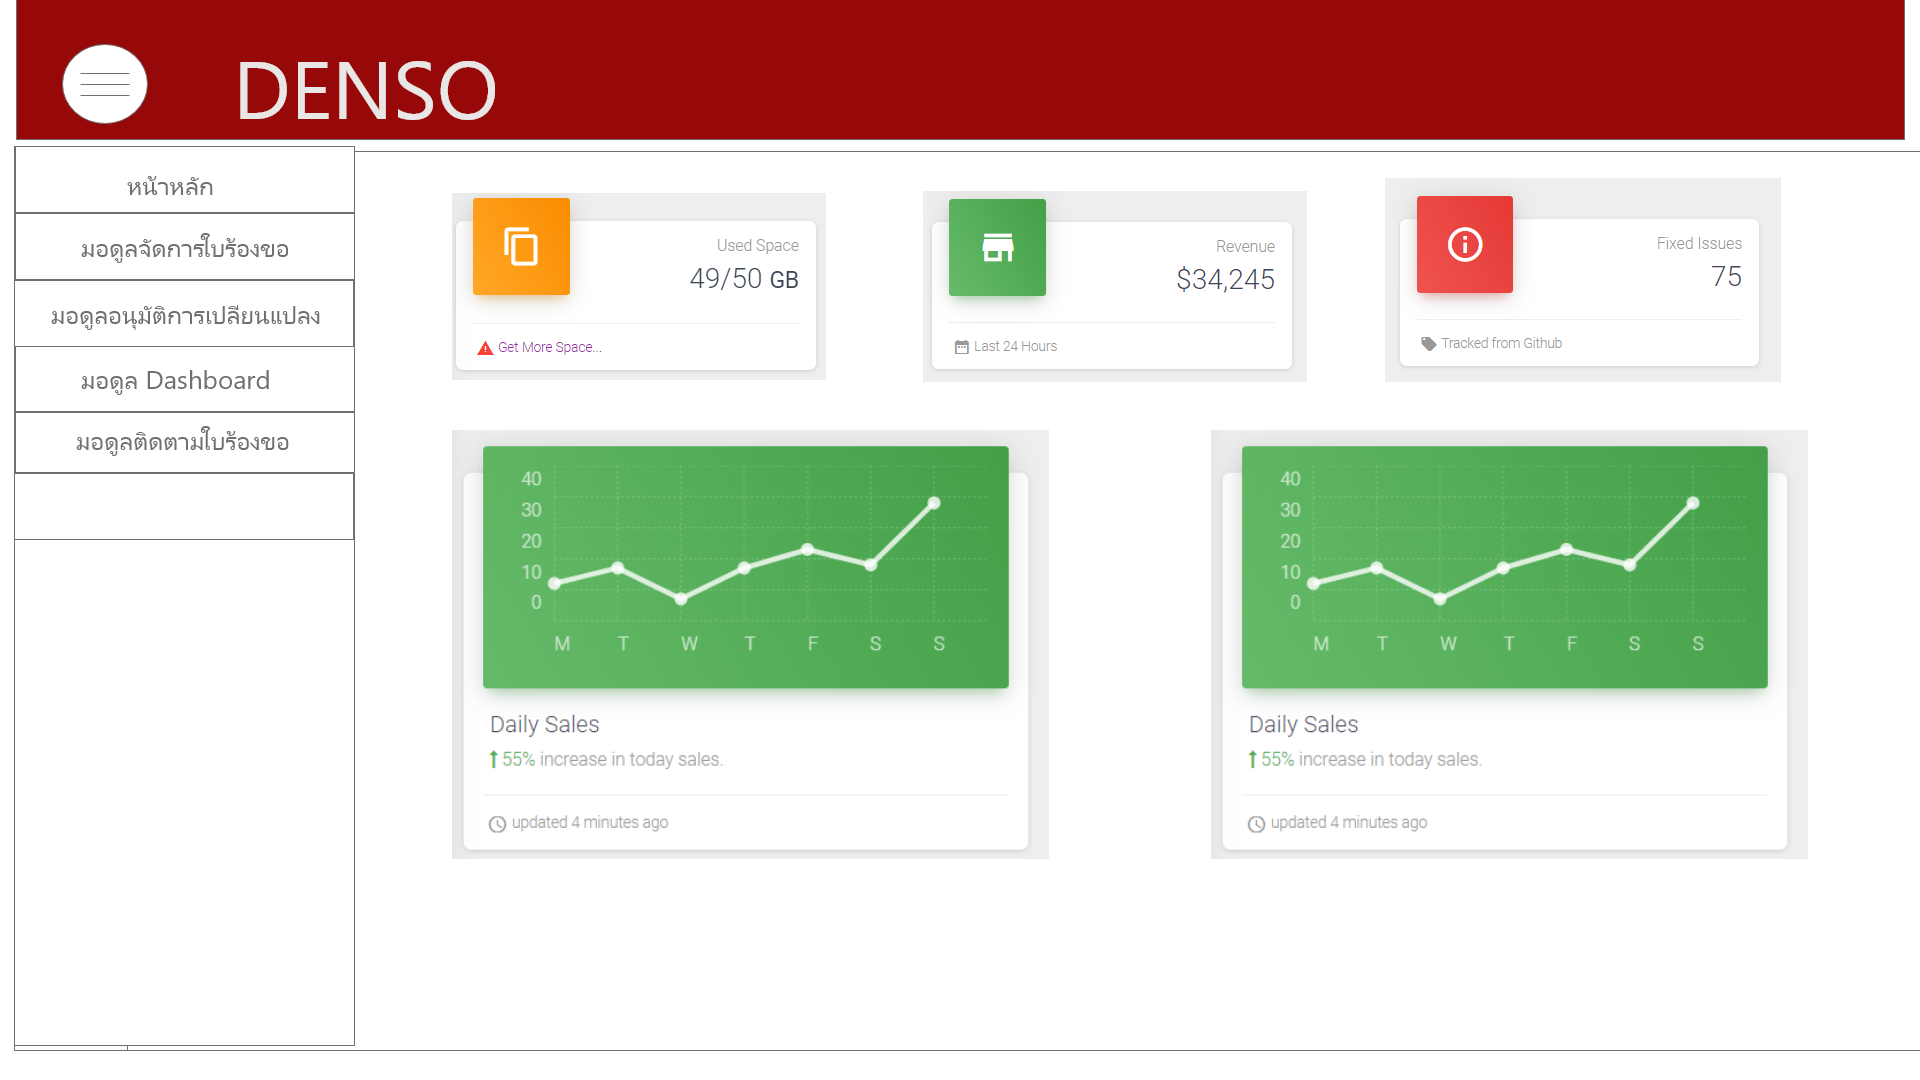 DENSO
หน้าหลัก
มอดูลจัดการใบร้องขอ
มอดูลอนุมัติการเปลี่ยนแปลง
มอดูล Dashboard
มอดูลติดตามใบร้องขอ
Used Space
49/50 GB
Get More Space...
Revenue
$34,245
Last 24 Hours
Fixed Issues
75
Tracked from Github
40
30
20
10
0
M T W T F S S
Daily Sales
55% increase in today sales.
updated 4 minutes ago
40
30
20
10
0
M T W T F S S
Daily Sales
55% increase in today sales.
updated 4 minutes ago